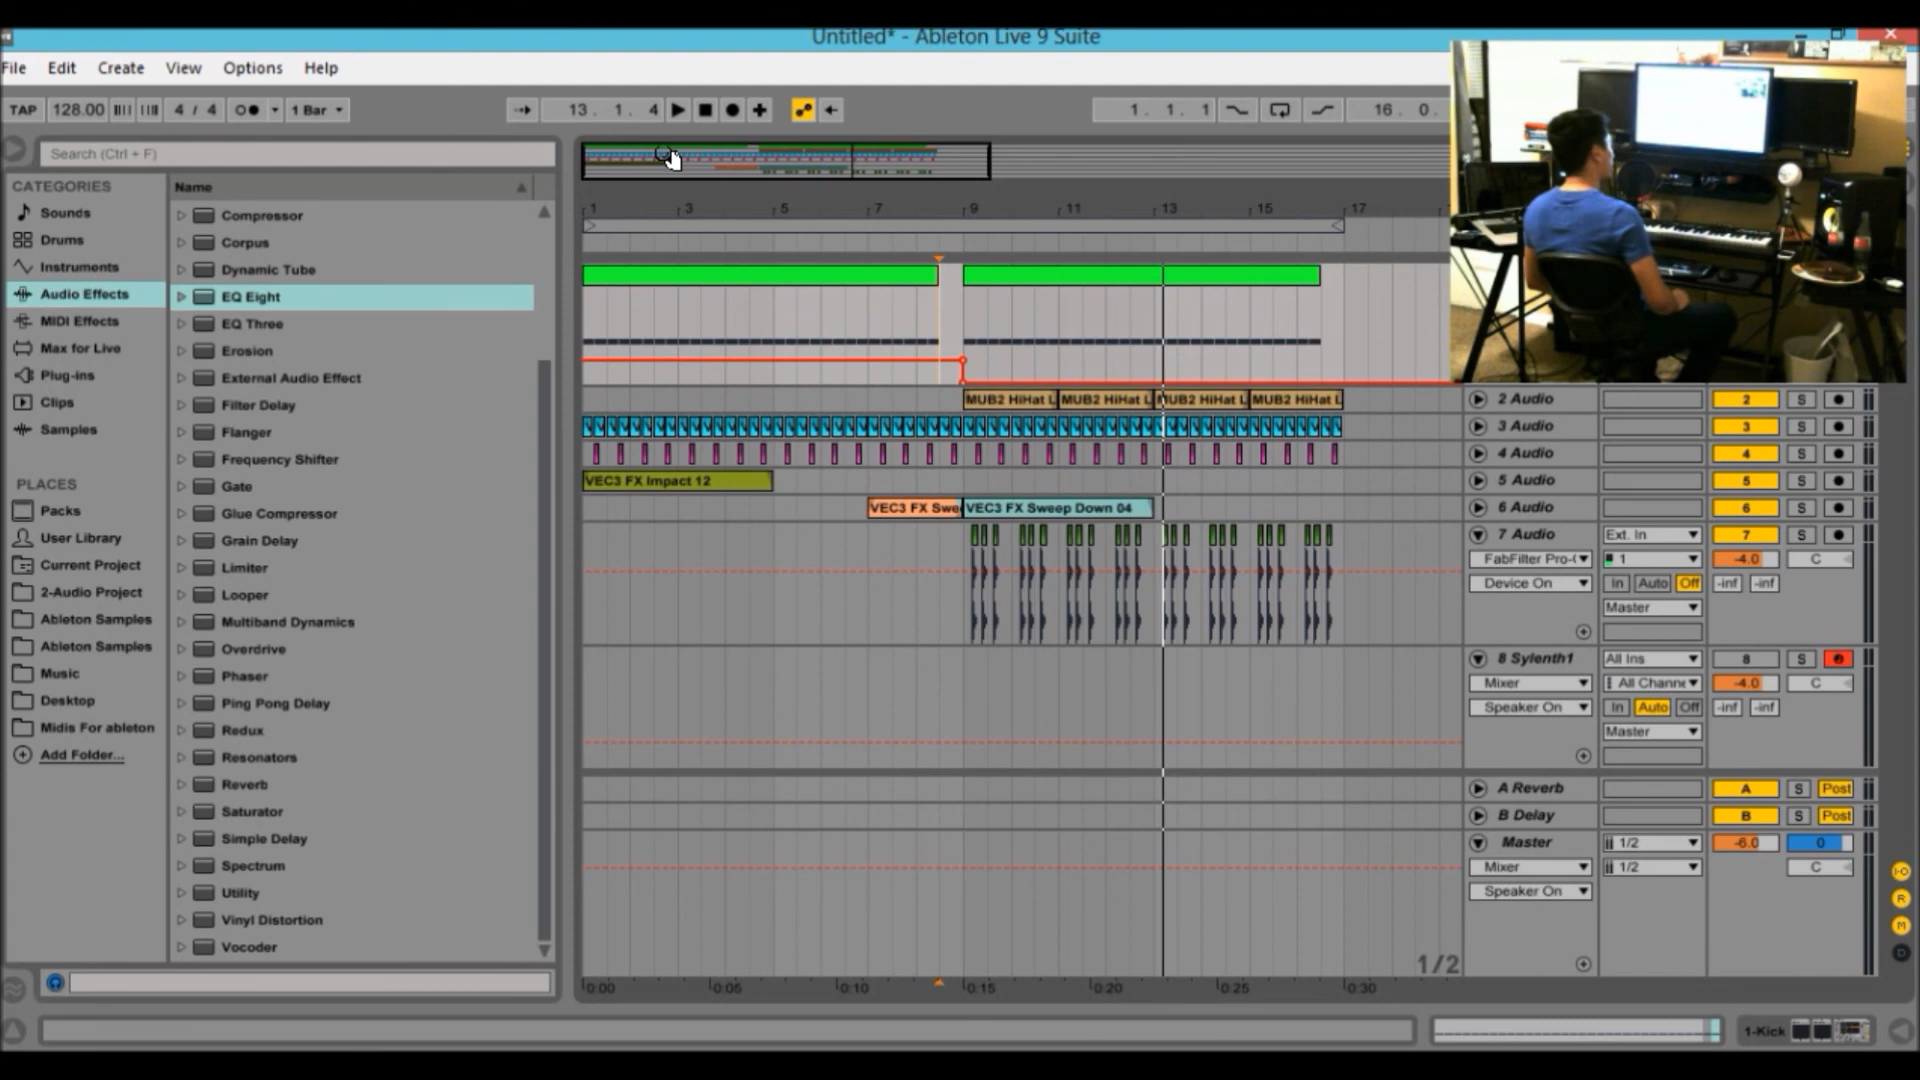 Untitled* - Ableton Live 9 Suite
File Edit Create View Options Help
TAP 128.00 4 / 4 1 Bar 13. 1. 4 1. 1. 1 16. 0.
Search (Ctrl + F)
CATEGORIES
Sounds
Drums
Instruments
Audio Effects
MIDI Effects
Max for Live
Plug-ins
Clips
Samples
PLACES
Packs
User Library
Current Project
2-Audio Project
Ableton Samples
Ableton Samples
Music
Desktop
Midis For ableton
Add Folder...
Name
Compressor
Corpus
Dynamic Tube
EQ Eight
EQ Three
Erosion
External Audio Effect
Filter Delay
Flanger
Frequency Shifter
Gate
Glue Compressor
Grain Delay
Limiter
Looper
Multiband Dynamics
Overdrive
Phaser
Ping Pong Delay
Redux
Resonators
Reverb
Saturator
Simple Delay
Spectrum
Utility
Vinyl Distortion
Vocoder
1 3 5 7 9 11 13 15 17
MUB2 HiHat L MUB2 HiHat L MUB2 HiHat L MUB2 HiHat L
VEC3 FX Impact 12
VEC3 FX Swe VEC3 FX Sweep Down 04
2 Audio 2 S
3 Audio 3 S
4 Audio 4 S
5 Audio 5 S
6 Audio 6 S
7 Audio Ext. In 7 S
FabFilter Pro-( 1 -4.0 C
Device On In Auto Off -inf -inf
Master
8 Sylenth1 All Ins 8 S
Mixer All Channe -4.0 C
Speaker On In Auto Off -inf -inf
Master
A Reverb A S Post
B Delay B S Post
Master 1/2 -6.0 0
Mixer 1/2 C
Speaker On
1/2
0:00 0:05 0:10 0:15 0:20 0:25 0:30
I-O
R
M
D
1-Kick